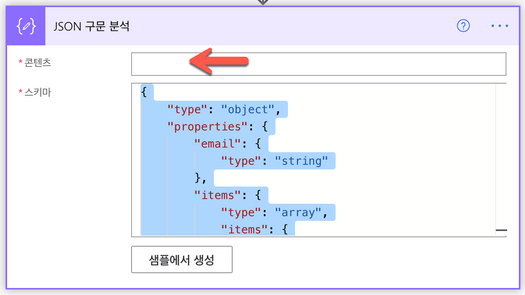 JSON 구문 분석
* 콘텐츠
* 스키마
{
"type": "object",
"properties": {
"email": {
"type": "string"
},
"items": {
"type": "array",
"items": {
샘플에서 생성